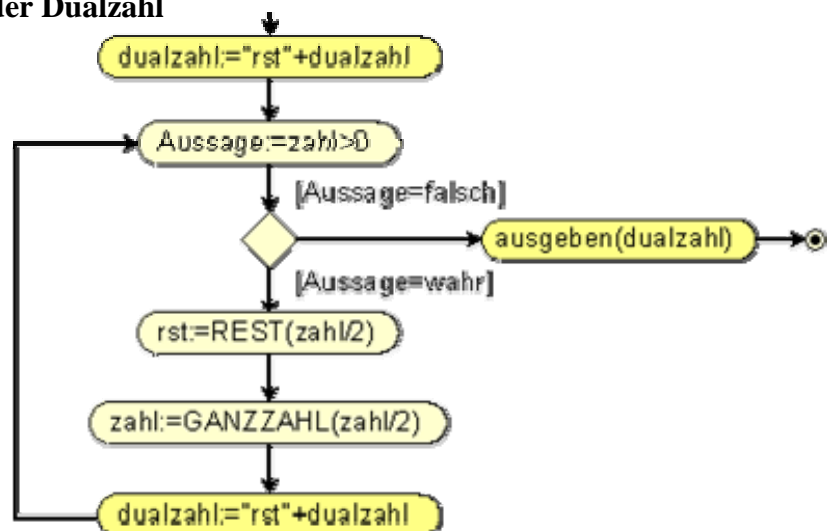 der Dualzahl
dualzahl:="rst"+dualzahl
Aussage:=zahl>0
[Aussage=falsch]
ausgeben(dualzahl)
[Aussage=wahr]
rst:=REST(zahl/2)
zahl:=GANZZAHL(zahl/2)
dualzahl:="rst"+dualzahl